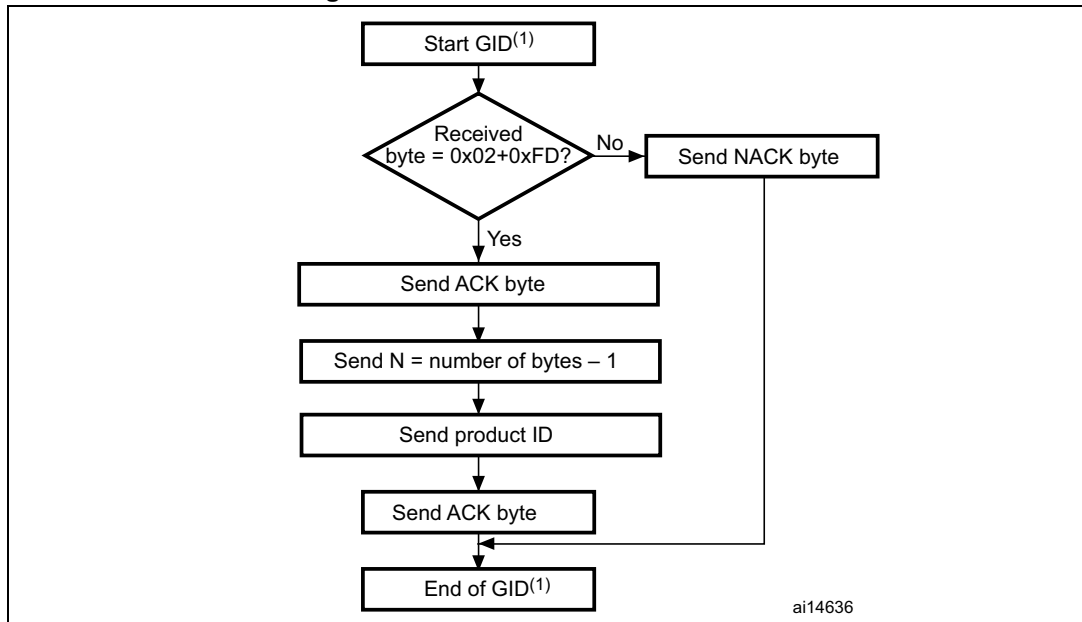 Start GID(1)
Received
byte = 0x02+0xFD?
No
Send NACK byte
Yes
Send ACK byte
Send N = number of bytes – 1
Send product ID
Send ACK byte
End of GID(1)
ai14636